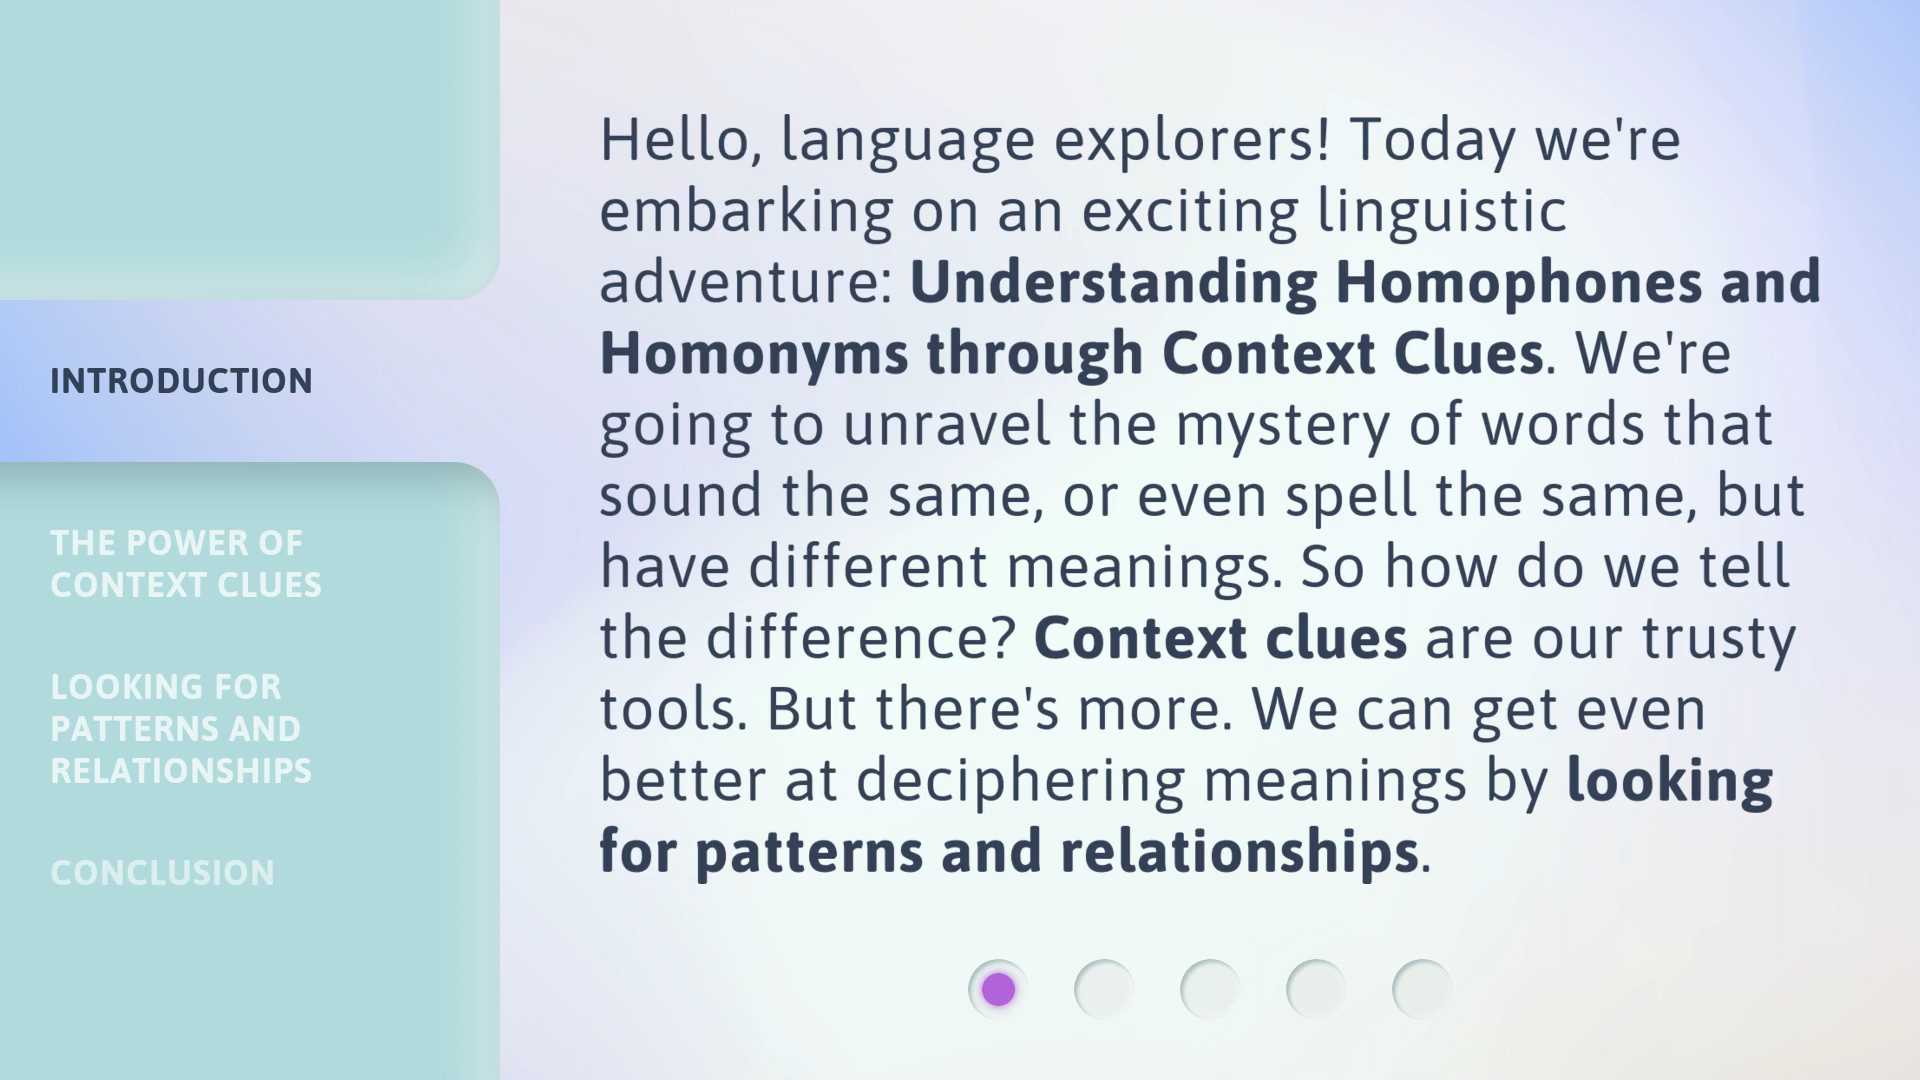 INTRODUCTION
THE POWER OF
CONTEXT CLUES
LOOKING FOR
PATTERNS AND
RELATIONSHIPS
CONCLUSION
Hello, language explorers! Today we're
embarking on an exciting linguistic
adventure: Understanding Homophones and
Homonyms through Context Clues. We're
going to unravel the mystery of words that
sound the same, or even spell the same, but
have different meanings. So how do we tell
the difference? Context clues are our trusty
tools. But there's more. We can get even
better at deciphering meanings by looking
for patterns and relationships.